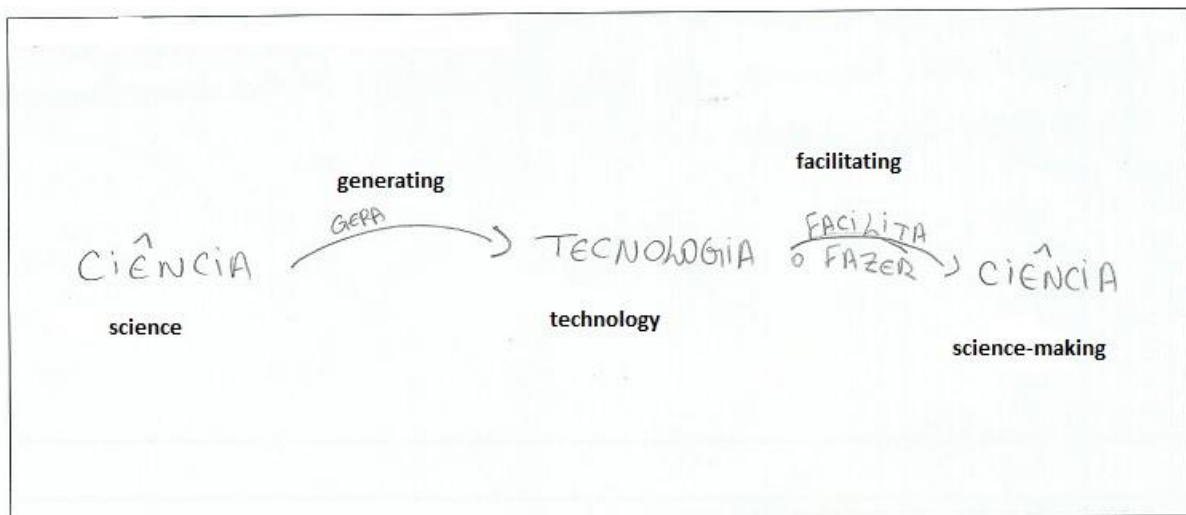 facilitating
generating
GERA
FACILITA
CIÊNCIA
TECNOLOGIA
O FAZER
CIÊNCIA
science
technology
science-making